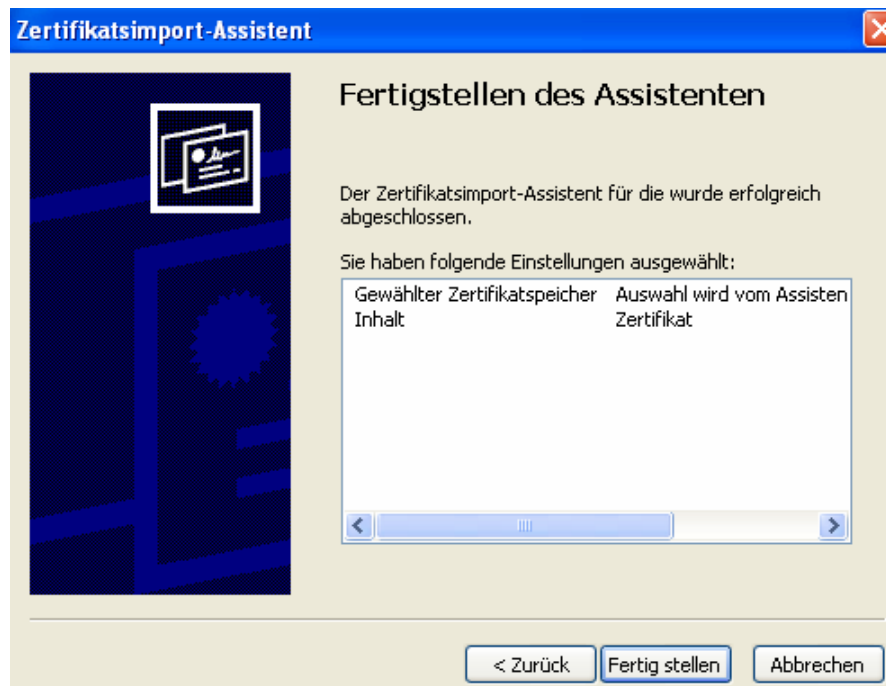 Zertifikatsimport-Assistent
Fertigstellen des Assistenten
Der Zertifikatsimport-Assistent für die wurde erfolgreich
abgeschlossen.
Sie haben folgende Einstellungen ausgewählt:
Gewählter Zertifikatspeicher Auswahl wird vom Assisten
Inhalt Zertifikat
< Zurück Fertig stellen Abbrechen